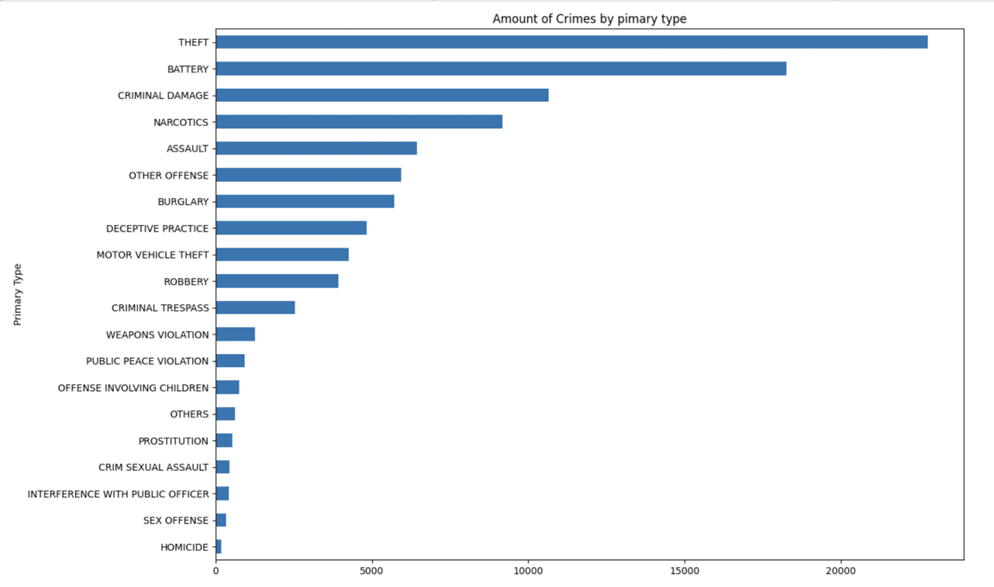 Amount of Crimes by pimary type
THEFT
BATTERY
CRIMINAL DAMAGE
NARCOTICS
ASSAULT
OTHER OFFENSE
BURGLARY
DECEPTIVE PRACTICE
MOTOR VEHICLE THEFT
ROBBERY
CRIMINAL TRESPASS
WEAPONS VIOLATION
PUBLIC PEACE VIOLATION
OFFENSE INVOLVING CHILDREN
OTHERS
PROSTITUTION
CRIM SEXUAL ASSAULT
INTERFERENCE WITH PUBLIC OFFICER
SEX OFFENSE
HOMICIDE
Primary Type
0 5000 10000 15000 20000